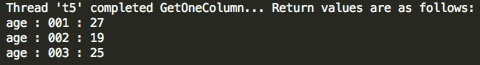 Thread 't5' completed GetOneColumn... Return values are as follows:
age : 001 : 27
age : 002 : 19
age : 003 : 25